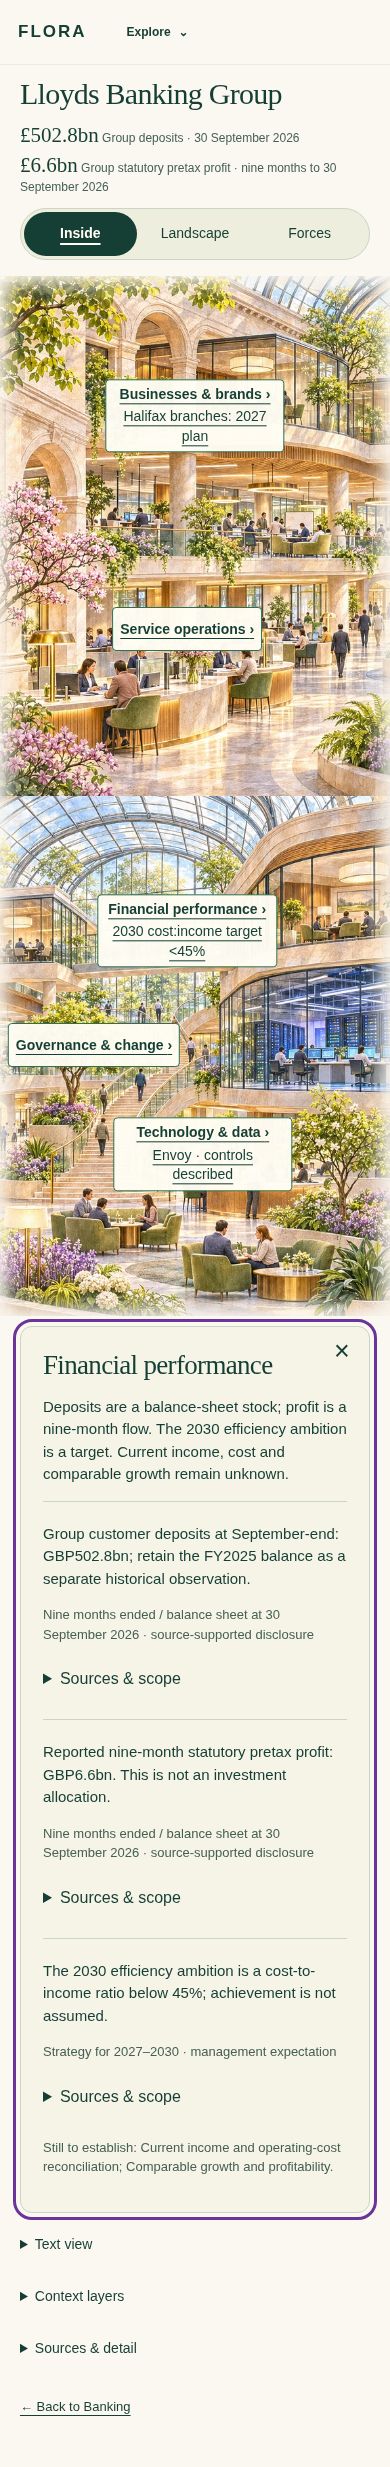 FLORA
Explore ⌄
Lloyds Banking Group
£502.8bn Group deposits · 30 September 2026
£6.6bn Group statutory pretax profit · nine months to 30
September 2026
Inside
Landscape
Forces
Businesses & brands ›
Halifax branches: 2027
plan
Service operations ›
Financial performance ›
2030 cost:income target
<45%
Governance & change ›
Technology & data ›
Envoy · controls
described
×
Financial performance
Deposits are a balance-sheet stock; profit is a
nine-month flow. The 2030 efficiency ambition
is a target. Current income, cost and
comparable growth remain unknown.
Group customer deposits at September-end:
GBP502.8bn; retain the FY2025 balance as a
separate historical observation.
Nine months ended / balance sheet at 30
September 2026 · source-supported disclosure
▶ Sources & scope
Reported nine-month statutory pretax profit:
GBP6.6bn. This is not an investment
allocation.
Nine months ended / balance sheet at 30
September 2026 · source-supported disclosure
▶ Sources & scope
The 2030 efficiency ambition is a cost-to-
income ratio below 45%; achievement is not
assumed.
Strategy for 2027–2030 · management expectation
▶ Sources & scope
Still to establish: Current income and operating-cost
reconciliation; Comparable growth and profitability.
▶ Text view
▶ Context layers
▶ Sources & detail
← Back to Banking